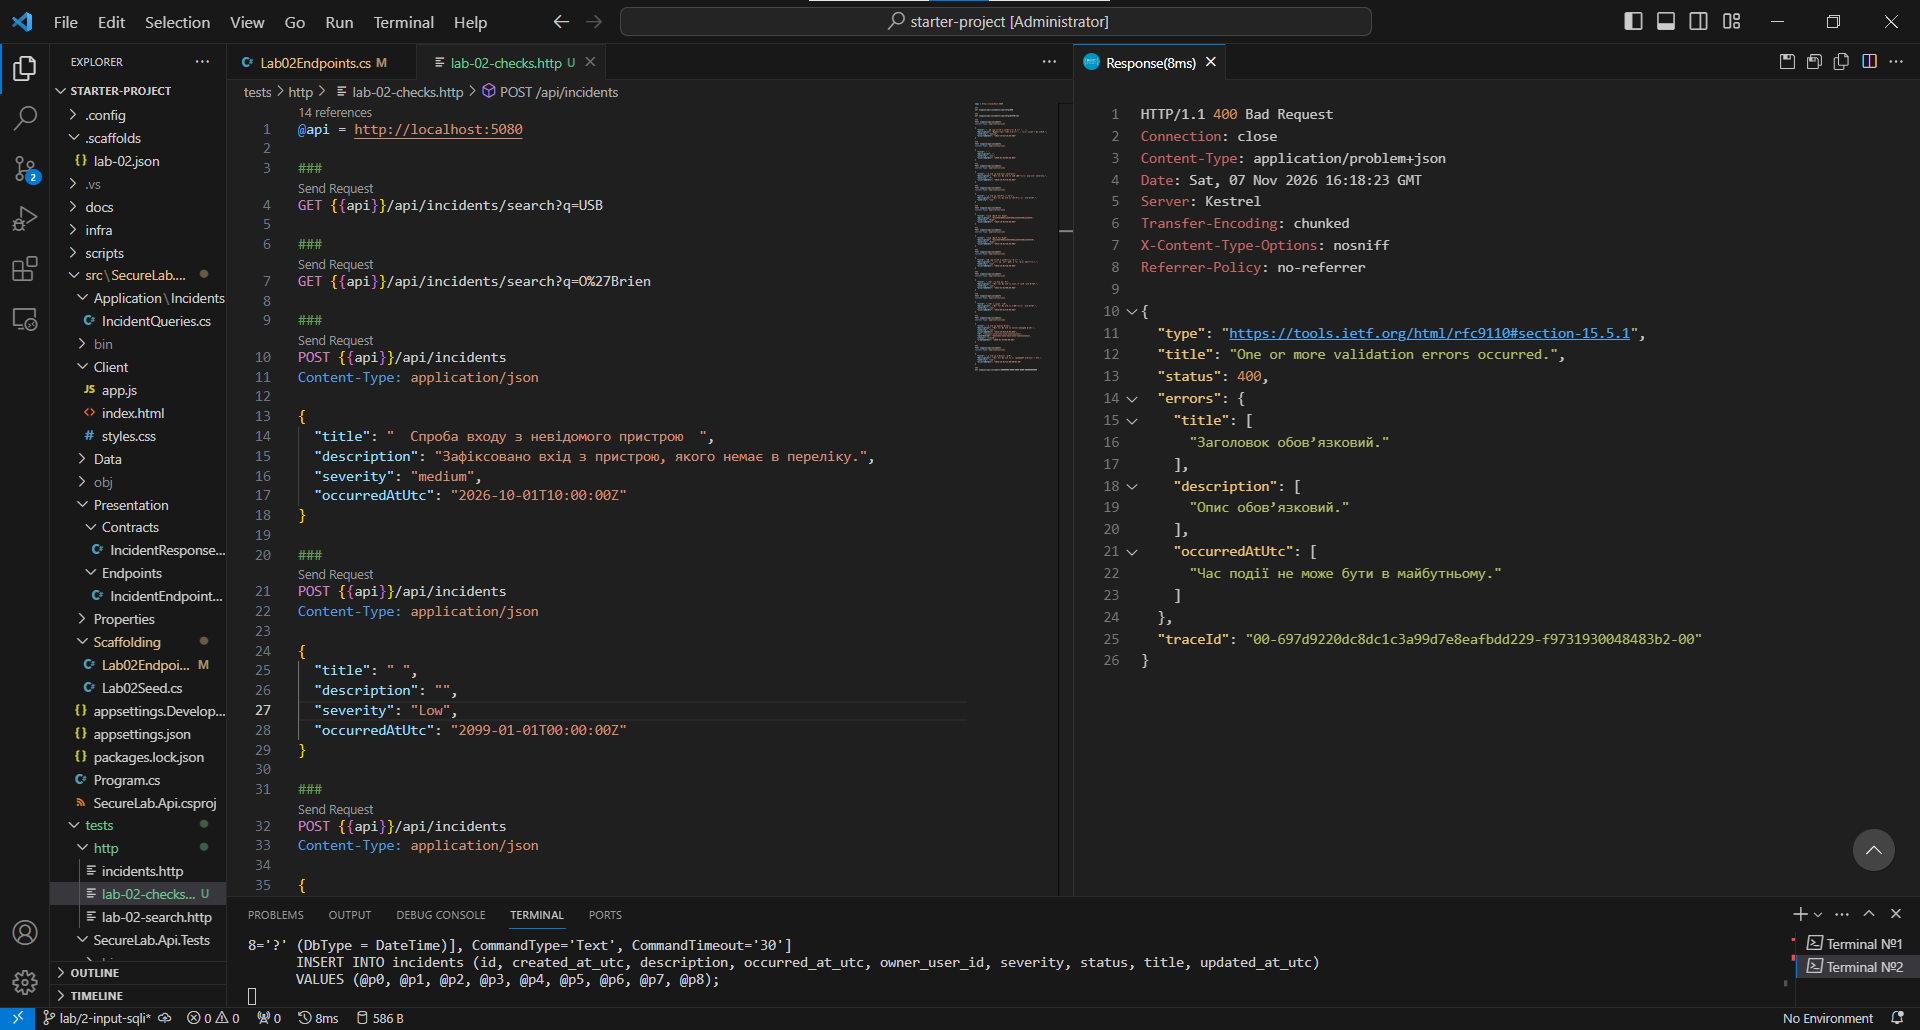 File Edit Selection View Go Run Terminal Help
starter-project [Administrator]
EXPLORER
STARTER-PROJECT
.config
.scaffolds
lab-02.json
.vs
docs
infra
scripts
src\SecureLab....
Application\Incidents
IncidentQueries.cs
bin
Client
app.js
index.html
styles.css
Data
obj
Presentation
Contracts
IncidentResponse...
Endpoints
IncidentEndpoint...
Properties
Scaffolding
Lab02Endpoi... M
Lab02Seed.cs
appsettings.Develop...
appsettings.json
packages.lock.json
Program.cs
SecureLab.Api.csproj
tests
http
incidents.http
lab-02-checks... U
lab-02-search.http
SecureLab.Api.Tests
OUTLINE
TIMELINE
Lab02Endpoints.cs M
lab-02-checks.http U
tests > http > lab-02-checks.http > POST /api/incidents
14 references
1 @api = http://localhost:5080
2
3 ###
Send Request
4 GET {{api}}/api/incidents/search?q=USB
5
6 ###
Send Request
7 GET {{api}}/api/incidents/search?q=O%27Brien
8
9 ###
Send Request
10 POST {{api}}/api/incidents
11 Content-Type: application/json
12
13 {
14 "title": "  Спроба входу з невідомого пристрою  ",
15 "description": "Зафіксовано вхід з пристрою, якого немає в переліку.",
16 "severity": "medium",
17 "occurredAtUtc": "2026-10-01T10:00:00Z"
18 }
19
20 ###
Send Request
21 POST {{api}}/api/incidents
22 Content-Type: application/json
23
24 {
25 "title": " ",
26 "description": "",
27 "severity": "Low",
28 "occurredAtUtc": "2099-01-01T00:00:00Z"
29 }
30
31 ###
Send Request
32 POST {{api}}/api/incidents
33 Content-Type: application/json
34
35 {
Response(8ms)
1 HTTP/1.1 400 Bad Request
2 Connection: close
3 Content-Type: application/problem+json
4 Date: Sat, 07 Nov 2026 16:18:23 GMT
5 Server: Kestrel
6 Transfer-Encoding: chunked
7 X-Content-Type-Options: nosniff
8 Referrer-Policy: no-referrer
9
10 {
11 "type": "https://tools.ietf.org/html/rfc9110#section-15.5.1",
12 "title": "One or more validation errors occurred.",
13 "status": 400,
14 "errors": {
15 "title": [
16 "Заголовок обов’язковий."
17 ],
18 "description": [
19 "Опис обов’язковий."
20 ],
21 "occurredAtUtc": [
22 "Час події не може бути в майбутньому."
23 ]
24 },
25 "traceId": "00-697d9220dc8dc1c3a99d7e8eafbdd229-f9731930048483b2-00"
26 }
PROBLEMS OUTPUT DEBUG CONSOLE TERMINAL PORTS
8='?' (DbType = DateTime)], CommandType='Text', CommandTimeout='30']
INSERT INTO incidents (id, created_at_utc, description, occurred_at_utc, owner_user_id, severity, status, title, updated_at_utc)
VALUES (@p0, @p1, @p2, @p3, @p4, @p5, @p6, @p7, @p8);
Terminal №1
Terminal №2
2
lab/2-input-sqli* 0 0 0 8ms 586 B
No Environment